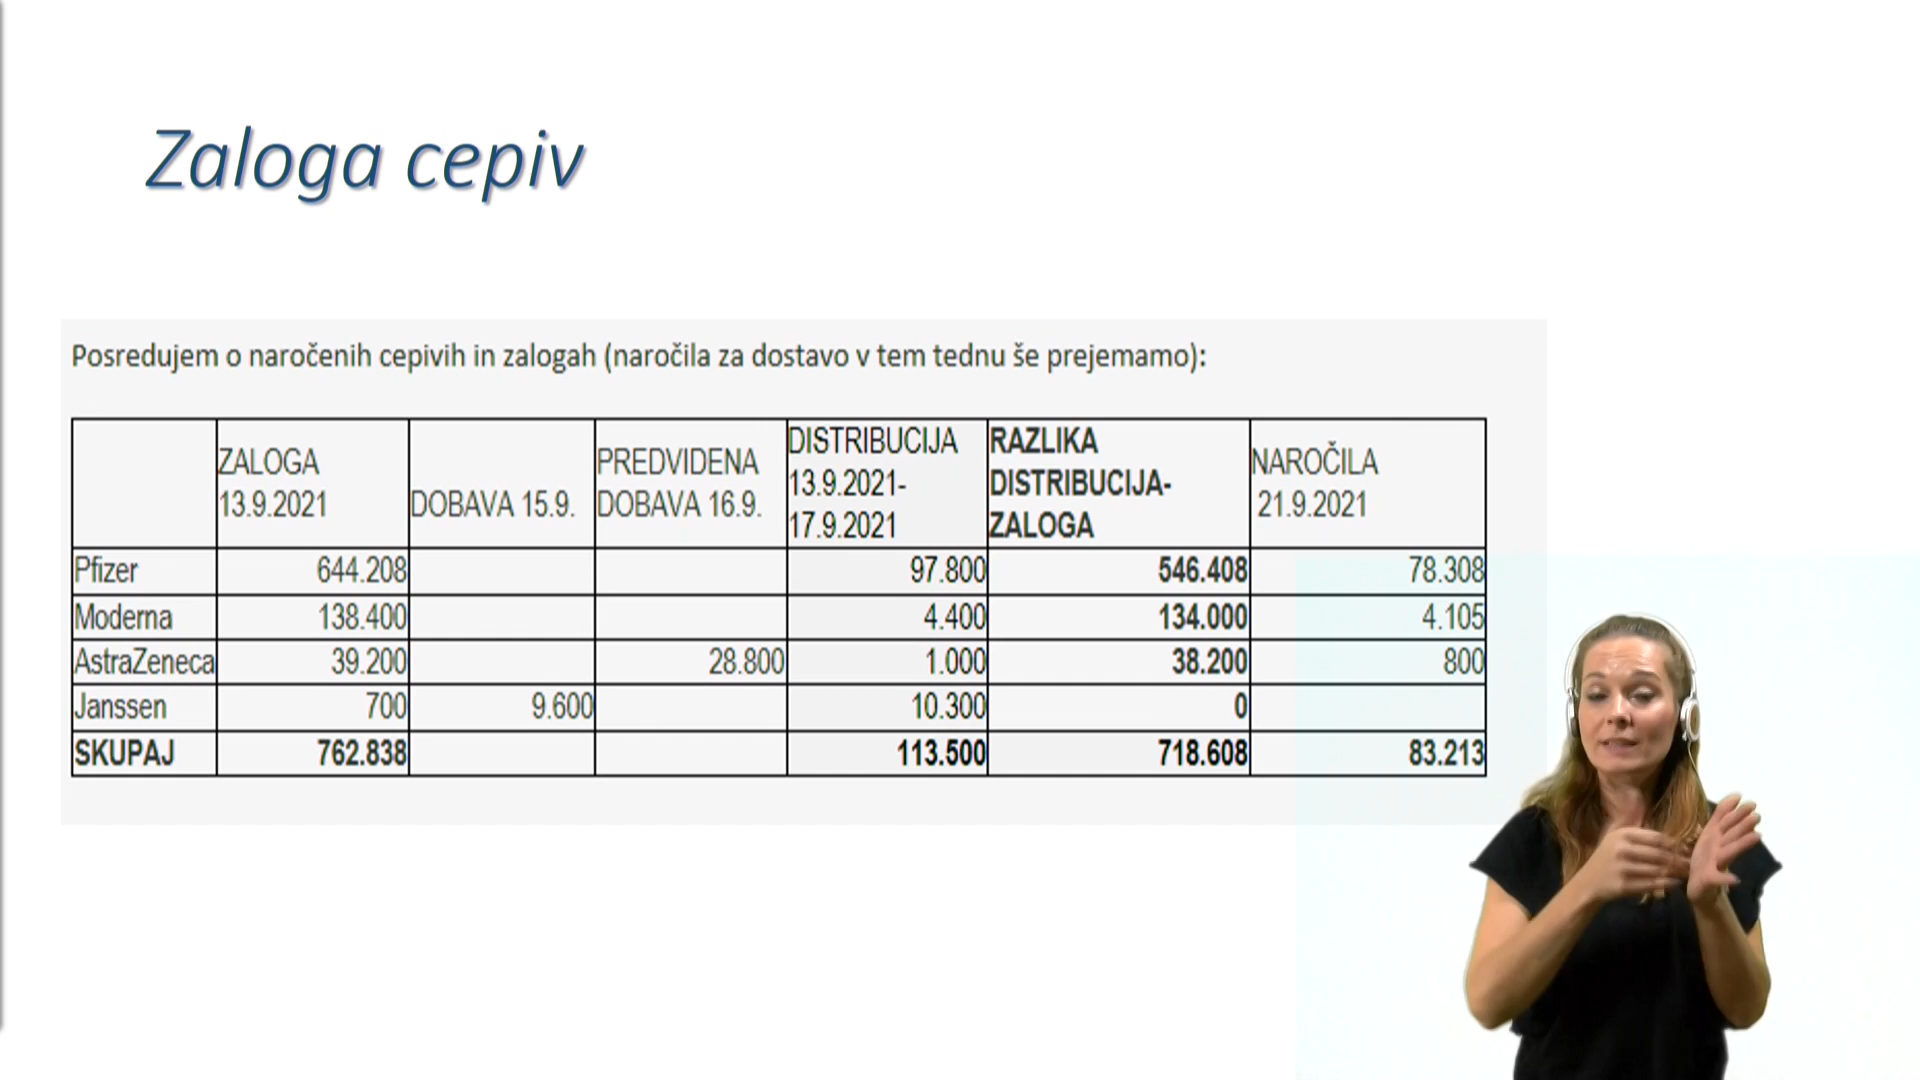 Zaloga cepiv
Posredujem o naročenih cepivih in zalogah (naročila za dostavo v tem tednu še prejemamo):
ZALOGA 13.9.2021 DOBAVA 15.9. PREDVIDENA DOBAVA 16.9. DISTRIBUCIJA 13.9.2021-17.9.2021 RAZLIKA DISTRIBUCIJA-ZALOGA NAROČILA 21.9.2021
Pfizer 644.208 97.800 546.408 78.308
Moderna 138.400 4.400 134.000 4.105
AstraZeneca 39.200 28.800 1.000 38.200 800
Janssen 700 9.600 10.300 0
SKUPAJ 762.838 113.500 718.608 83.213